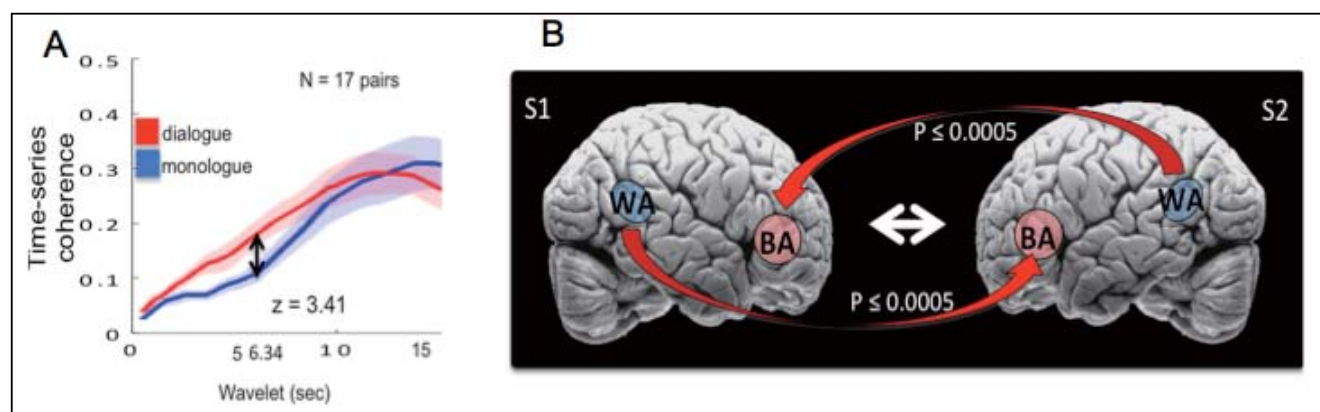 A
0.5
0.4
0.3
0.2
0.1
0
Time-series
coherence
N = 17 pairs
dialogue
monologue
z = 3.41
0
5 6.34
10
15
Wavelet (sec)
B
S1
S2
P ≤ 0.0005
WA
BA
BA
WA
P ≤ 0.0005